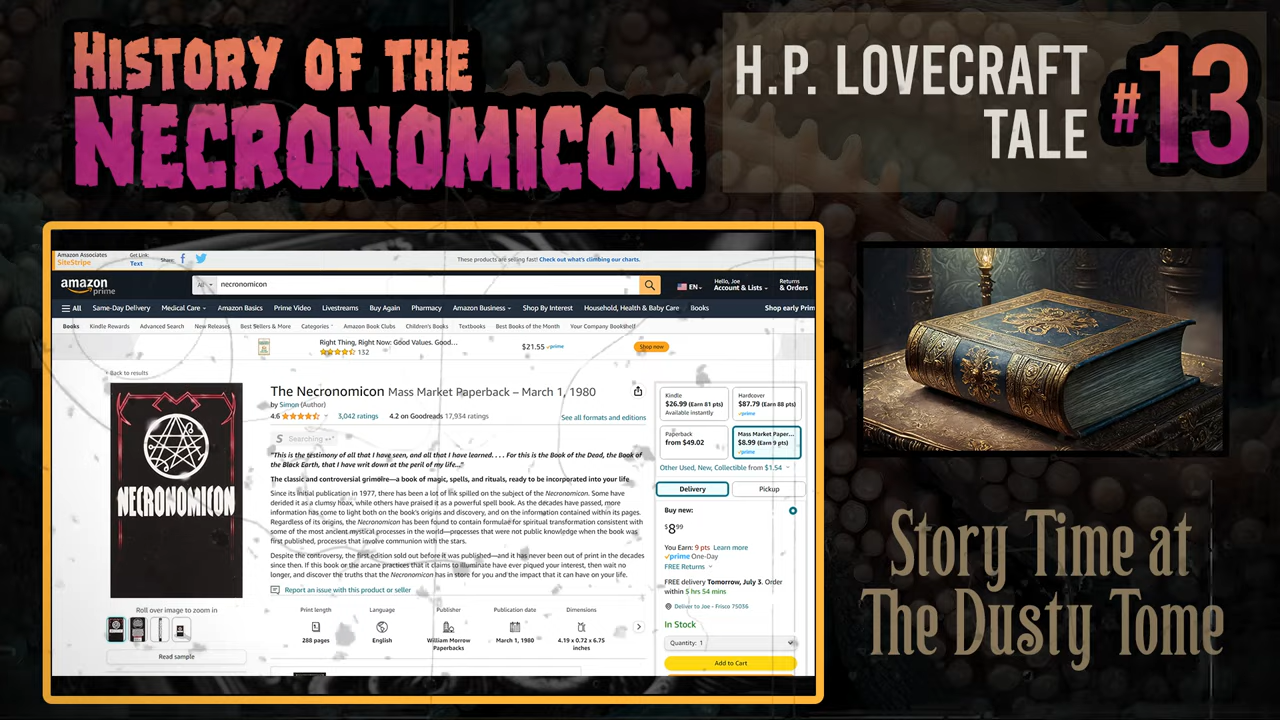 HISTORY OF THE
NECRONOMICON
H.P. LOVECRAFT
TALE
#13
Amazon Associates
SiteStripe
Get Link:
Text
Share:
These products are selling fast! Check out what's climbing our charts.
amazon
prime
All
necronomicon
EN
Hello, Joe
Account & Lists
Returns
& Orders
All Same-Day Delivery Medical Care Amazon Basics Prime Video Livestreams Buy Again Pharmacy Amazon Business Shop By Interest Household, Health & Baby Care Books Shop early Prim
Books Kindle Rewards Advanced Search New Releases Best Sellers & More Categories Amazon Book Clubs Children's Books Textbooks Best Books of the Month Your Company Bookshelf
Right Thing, Right Now: Good Values. Good...
132
$21.55 prime
Shop now
‹ Back to results
NECRONOMICON
Roll over image to zoom in
Read sample
The Necronomicon Mass Market Paperback – March 1, 1980
by Simon (Author)
4.6 3,042 ratings 4.2 on Goodreads 17,934 ratings
See all formats and editions
S Searching
"This is the testimony of all that I have seen, and all that I have learned. . . . For this is the Book of the Dead, the Book of
the Black Earth, that I have writ down at the peril of my life..."
The classic and controversial grimoire—a book of magic, spells, and rituals, ready to be incorporated into your life
Since its initial publication in 1977, there has been a lot of ink spilled on the subject of the Necronomicon. Some have
derided it as a clumsy hoax, while others have praised it as a powerful spell book. As the decades have passed, more
information has come to light both on the book's origins and discovery, and on the information contained within its pages.
Regardless of its origins, the Necronomicon has been found to contain formulae for spiritual transformation consistent with
some of the most ancient mystical processes in the world—processes that were not public knowledge when the book was
first published, processes that involve communion with the stars.
Despite the controversy, the first edition sold out before it was published—and it has never been out of print in the decades
since then. If this book or the arcane practices that it claims to illuminate have ever piqued your interest, then wait no
longer, and discover the truths that the Necronomicon has in store for you and the impact that it can have on your life.
Report an issue with this product or seller
Print length
288 pages
Language
English
Publisher
William Morrow
Paperbacks
Publication date
March 1, 1980
Dimensions
4.19 x 0.72 x 6.75
inches
Kindle
$26.99 (Earn 81 pts)
Available instantly
Hardcover
$87.79 (Earn 88 pts)
prime
Paperback
from $49.02
Mass Market Paper...
$8.99 (Earn 9 pts)
prime
Other Used, New, Collectible from $1.54
Delivery
Pickup
Buy new:
$8 99
You Earn: 9 pts Learn more
prime One-Day
FREE Returns
FREE delivery Tomorrow, July 3. Order
within 5 hrs 54 mins
Deliver to Joe - Frisco 75036
In Stock
Quantity: 1
Add to Cart
Story Time at
The Dusty Tome